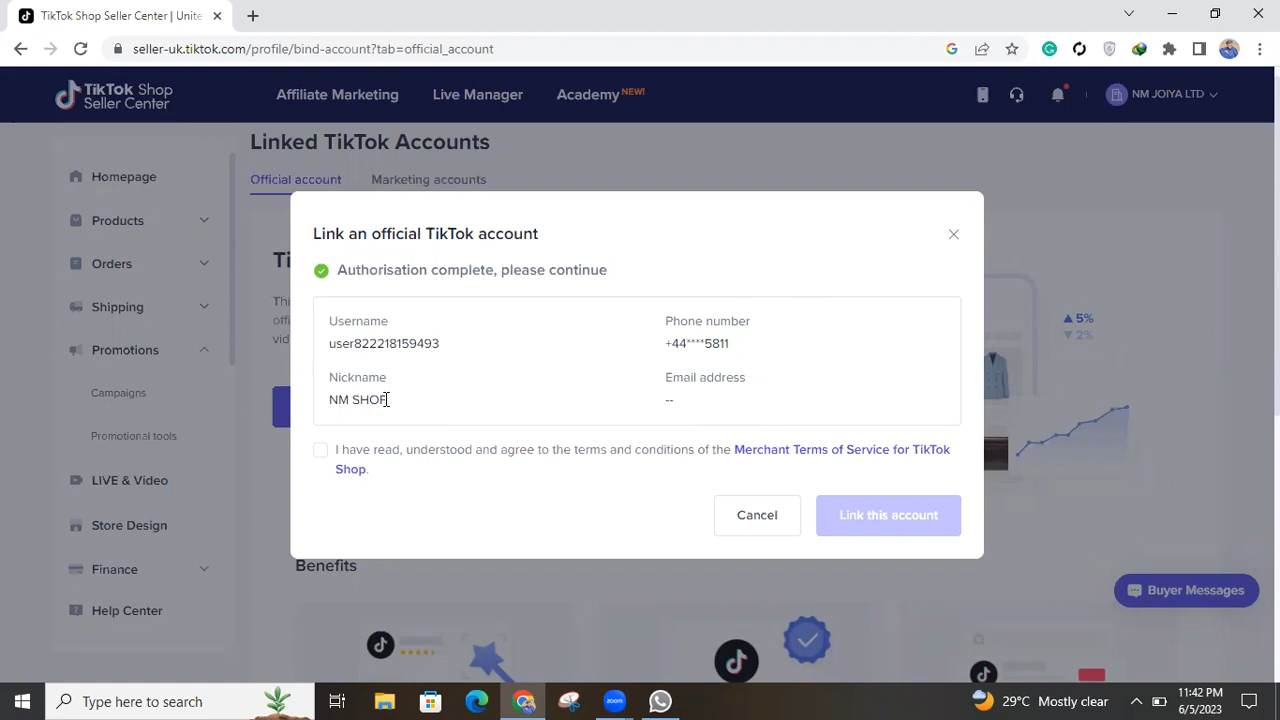 TikTok Shop Seller Center | Unite
seller-uk.tiktok.com/profile/bind-account?tab=official_account
TikTok Shop
Seller Center
Affiliate Marketing
Live Manager
Academy NEW!
NM JOIYA LTD
Homepage
Products
Orders
Shipping
Promotions
Campaigns
Promotional tools
LIVE & Video
Store Design
Finance
Help Center
Linked TikTok Accounts
Official account
Marketing accounts
Link an official TikTok account
Authorisation complete, please continue
Username
user822218159493
Phone number
+44****5811
Nickname
NM SHOP
Email address
--
I have read, understood and agree to the terms and conditions of the Merchant Terms of Service for TikTok
Shop.
Cancel
Link this account
5%
2%
Benefits
Buyer Messages
Type here to search
zoom
29°C Mostly clear
11:42 PM
6/5/2023